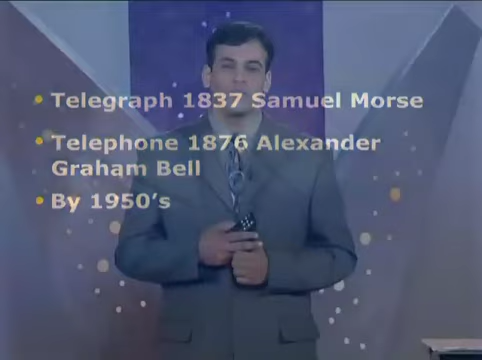 • Telegraph 1837 Samuel Morse
• Telephone 1876 Alexander
Graham Bell
• By 1950's